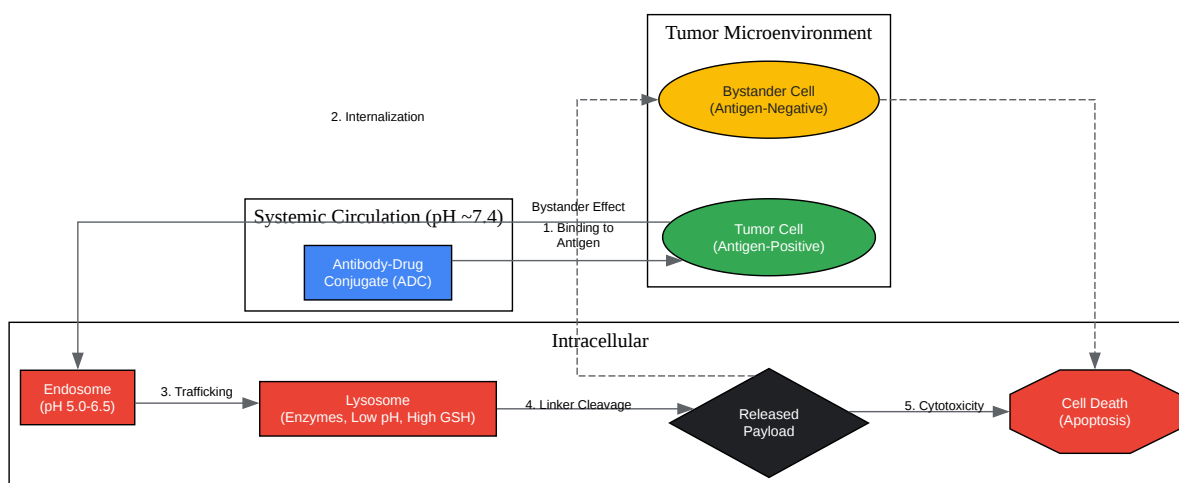 Tumor Microenvironment
Bystander Cell
(Antigen-Negative)
2. Internalization
Systemic Circulation (pH ~7.4)
Bystander Effect
1. Binding to
Antigen
Tumor Cell
(Antigen-Positive)
Antibody-Drug
Conjugate (ADC)
Intracellular
Endosome
(pH 5.0-6.5)
3. Trafficking
Lysosome
(Enzymes, Low pH, High GSH)
4. Linker Cleavage
Released
Payload
5. Cytotoxicity
Cell Death
(Apoptosis)